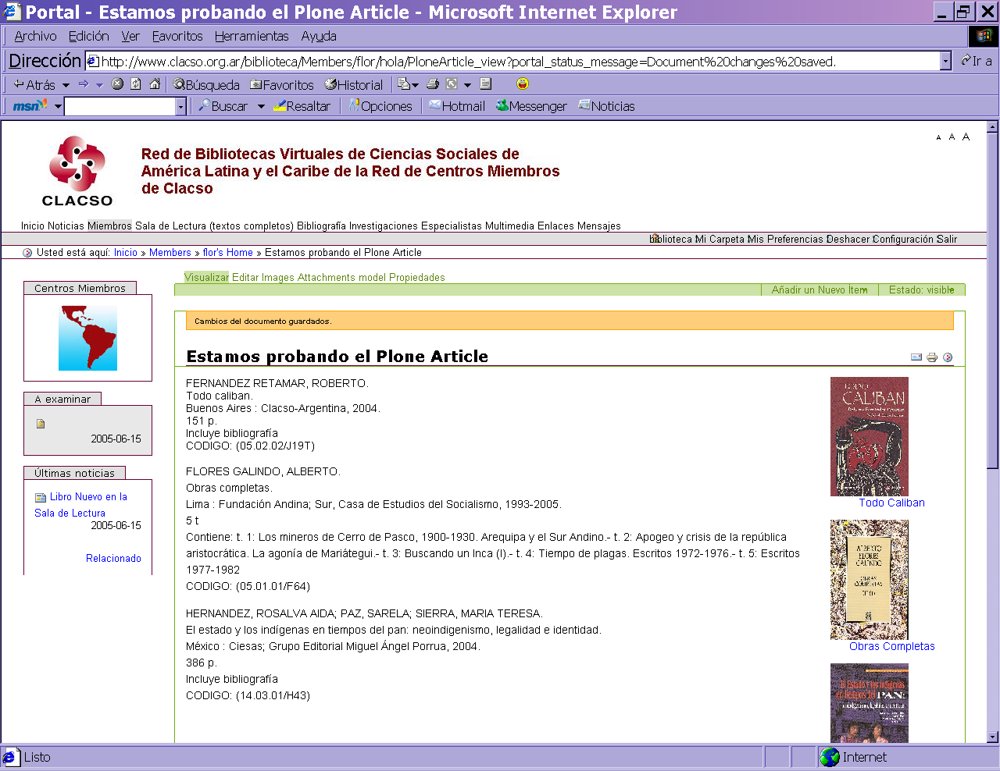 Portal - Estamos probando el Plone Article - Microsoft Internet Explorer
Archivo Edición Ver Favoritos Herramientas Ayuda
Dirección http://www.clacso.org.ar/biblioteca/Members/flor/hola/PloneArticle_view?portal_status_message=Document%20changes%20saved. Ir a
Atrás Búsqueda Favoritos Historial
msn Buscar Resaltar Opciones Hotmail Messenger Noticias
A A A
CLACSO
Red de Bibliotecas Virtuales de Ciencias Sociales de
América Latina y el Caribe de la Red de Centros Miembros
de Clacso
Inicio Noticias Miembros Sala de Lectura (textos completos) Bibliografía Investigaciones Especialistas Multimedia Enlaces Mensajes
biblioteca Mi Carpeta Mis Preferencias Deshacer Configuración Salir
Usted está aquí: Inicio » Members » flor's Home » Estamos probando el Plone Article
Centros Miembros
A examinar
2005-06-15
Últimas noticias
Libro Nuevo en la
Sala de Lectura
2005-06-15
Relacionado
Visualizar Editar Images Attachments model Propiedades
Añadir un Nuevo Ítem Estado: visible
Cambios del documento guardados.
Estamos probando el Plone Article
FERNANDEZ RETAMAR, ROBERTO.
Todo caliban.
Buenos Aires : Clacso-Argentina, 2004.
151 p.
Incluye bibliografía
CODIGO: (05.02.02/J19T)
FLORES GALINDO, ALBERTO.
Obras completas.
Lima : Fundación Andina; Sur, Casa de Estudios del Socialismo, 1993-2005.
5 t
Contiene: t. 1: Los mineros de Cerro de Pasco, 1900-1930. Arequipa y el Sur Andino.- t. 2: Apogeo y crisis de la república
aristocrática. La agonía de Mariátegui.- t. 3: Buscando un Inca (I).- t. 4: Tiempo de plagas. Escritos 1972-1976.- t. 5: Escritos
1977-1982
CODIGO: (05.01.01/F64)
HERNANDEZ, ROSALVA AIDA; PAZ, SARELA; SIERRA, MARIA TERESA.
El estado y los indígenas en tiempos del pan: neoindigenismo, legalidad e identidad.
México : Ciesas; Grupo Editorial Miguel Ángel Porrua, 2004.
386 p.
Incluye bibliografía
CODIGO: (14.03.01/H43)
TODO
CALIBAN
Todo Caliban
ALBERTO
FLORES
GALINDO
OBRAS
COMPLETAS
Obras Completas
El Estado y los indígenas
en tiempos del PAN:
Listo Internet